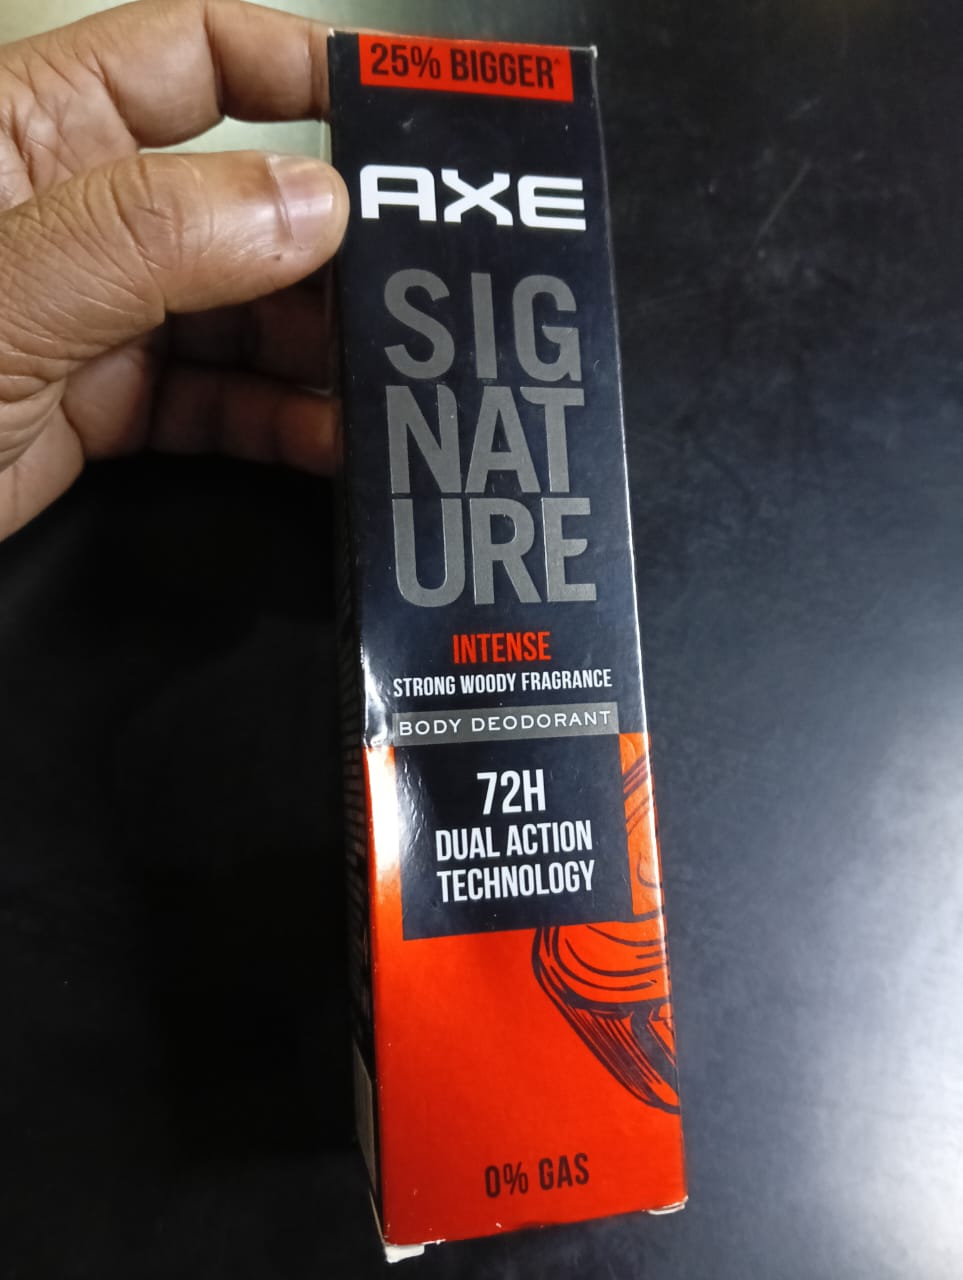 25% BIGGER^
AXE
SIG
NAT
URE
INTENSE
STRONG WOODY FRAGRANCE
BODY DEODORANT
72H
DUAL ACTION
TECHNOLOGY
0% GAS